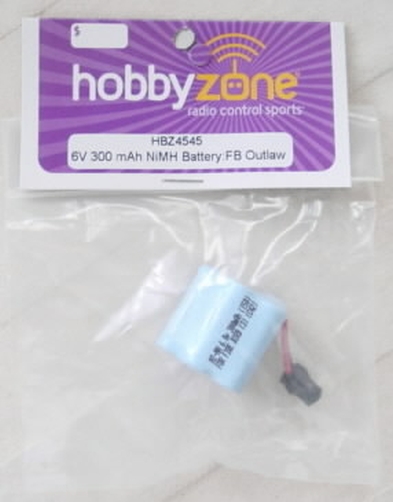 $
hobbyzone®
radio control sports
HBZ4545
6V 300 mAh NiMH Battery:FB Outlaw